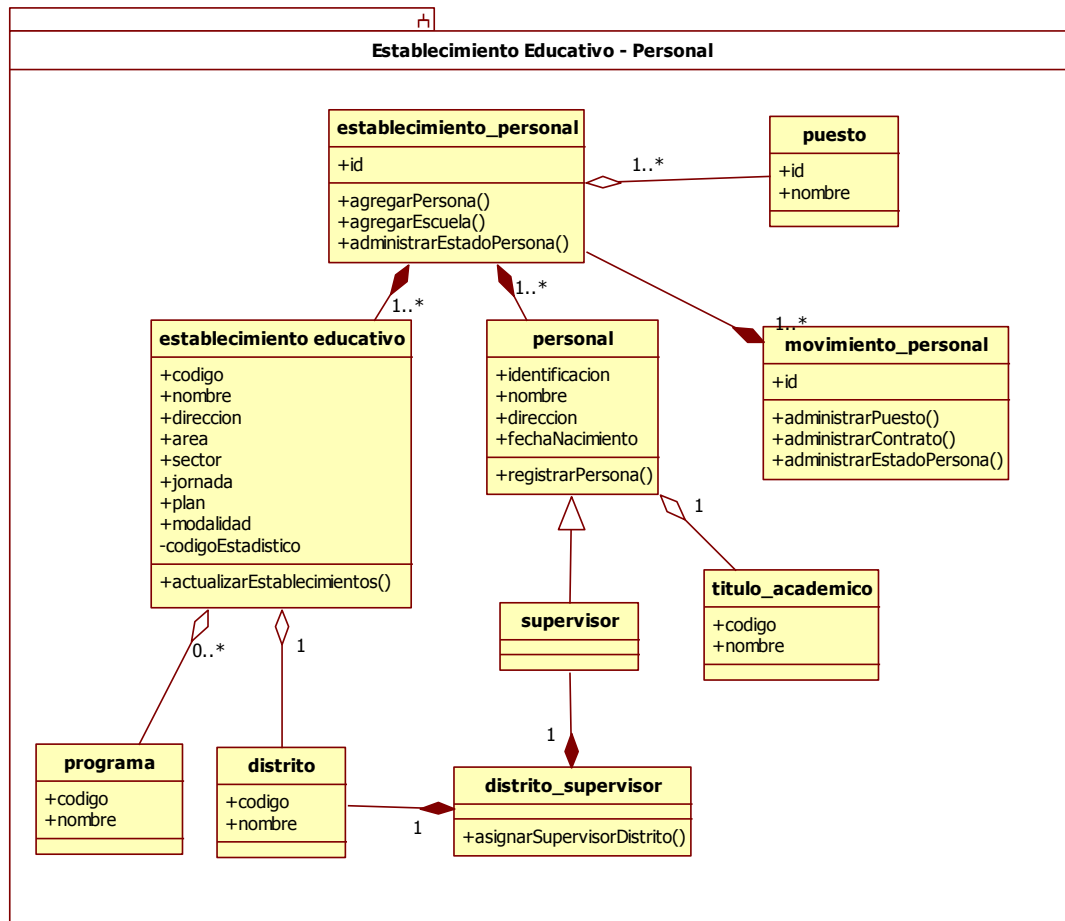 Establecimiento Educativo - Personal
establecimiento_personal
+id
+agregarPersona()
+agregarEscuela()
+administrarEstadoPersona()
1..*
puesto
+id
+nombre
1..*
1..*
establecimiento educativo
+codigo
+nombre
+direccion
+area
+sector
+jornada
+plan
+modalidad
-codigoEstadistico
+actualizarEstablecimientos()
personal
+identificacion
+nombre
+direccion
+fechaNacimiento
+registrarPersona()
1..*
movimiento_personal
+id
+administrarPuesto()
+administrarContrato()
+administrarEstadoPersona()
1
titulo_academico
+codigo
+nombre
supervisor
0..*
1
1
programa
+codigo
+nombre
distrito
+codigo
+nombre
1
distrito_supervisor
+asignarSupervisorDistrito()